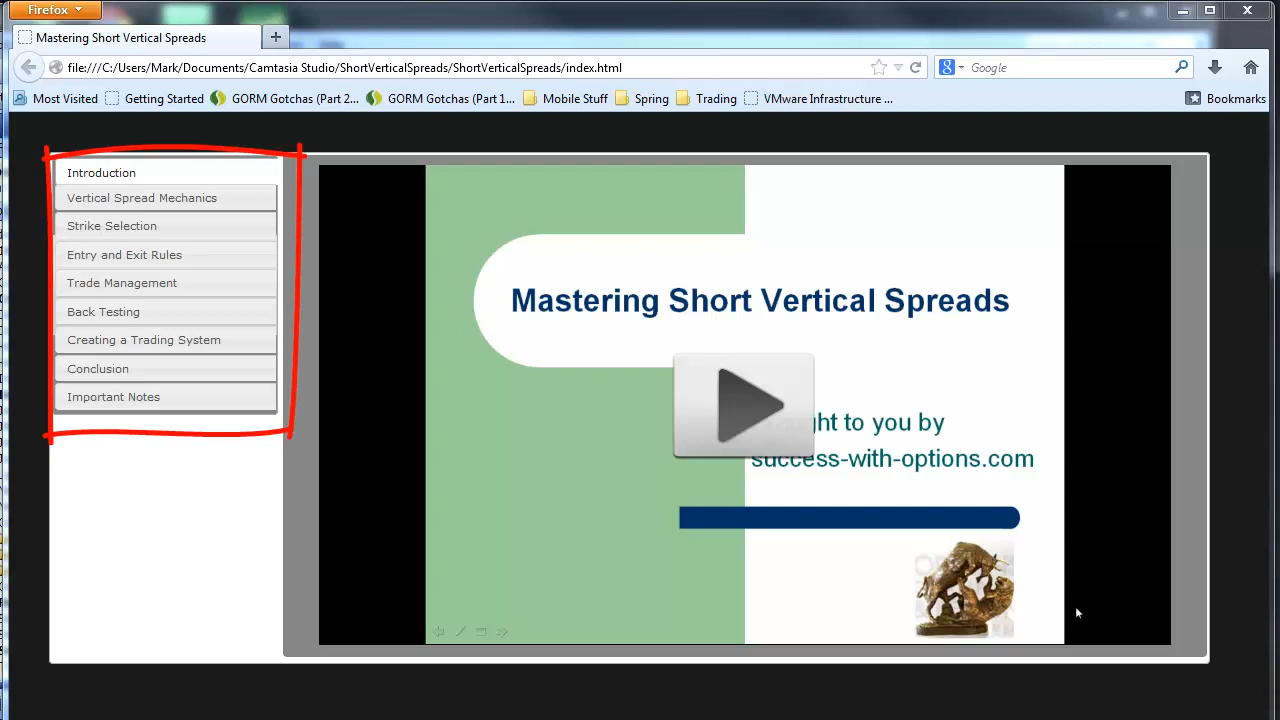 Firefox
Mastering Short Vertical Spreads
file:///C:/Users/Mark/Documents/Camtasia Studio/ShortVerticalSpreads/ShortVerticalSpreads/index.html
Google
Most Visited Getting Started GORM Gotchas (Part 2... GORM Gotchas (Part 1... Mobile Stuff Spring Trading VMware Infrastructure ... Bookmarks
Introduction
Vertical Spread Mechanics
Strike Selection
Entry and Exit Rules
Trade Management
Back Testing
Creating a Trading System
Conclusion
Important Notes
Mastering Short Vertical Spreads
ght to you by
success-with-options.com